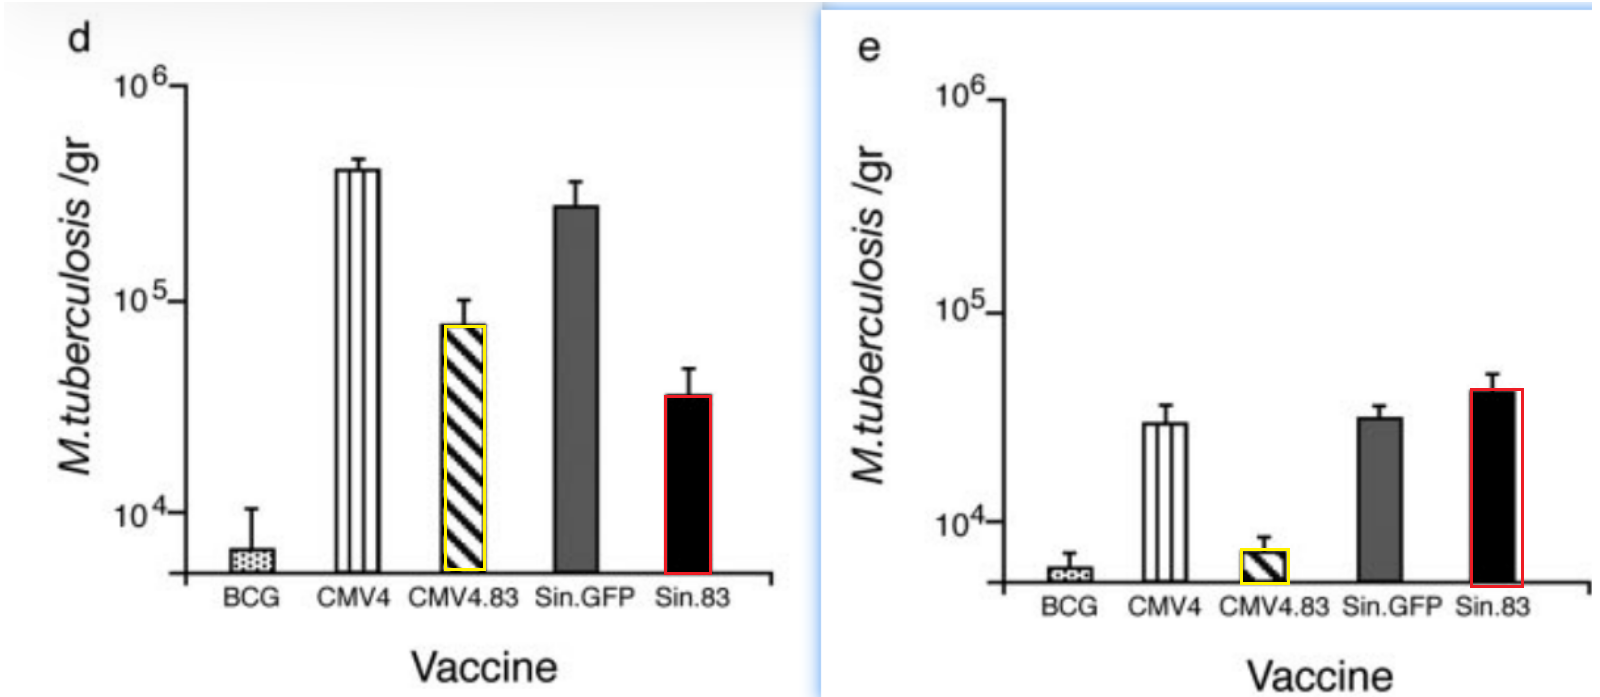 d
10^6
10^5
10^4
M.tuberculosis /gr
BCG CMV4 CMV4.83 Sin.GFP Sin.83
Vaccine
e
10^6
10^5
10^4
M.tuberculosis /gr
BCG CMV4 CMV4.83 Sin.GFP Sin.83
Vaccine